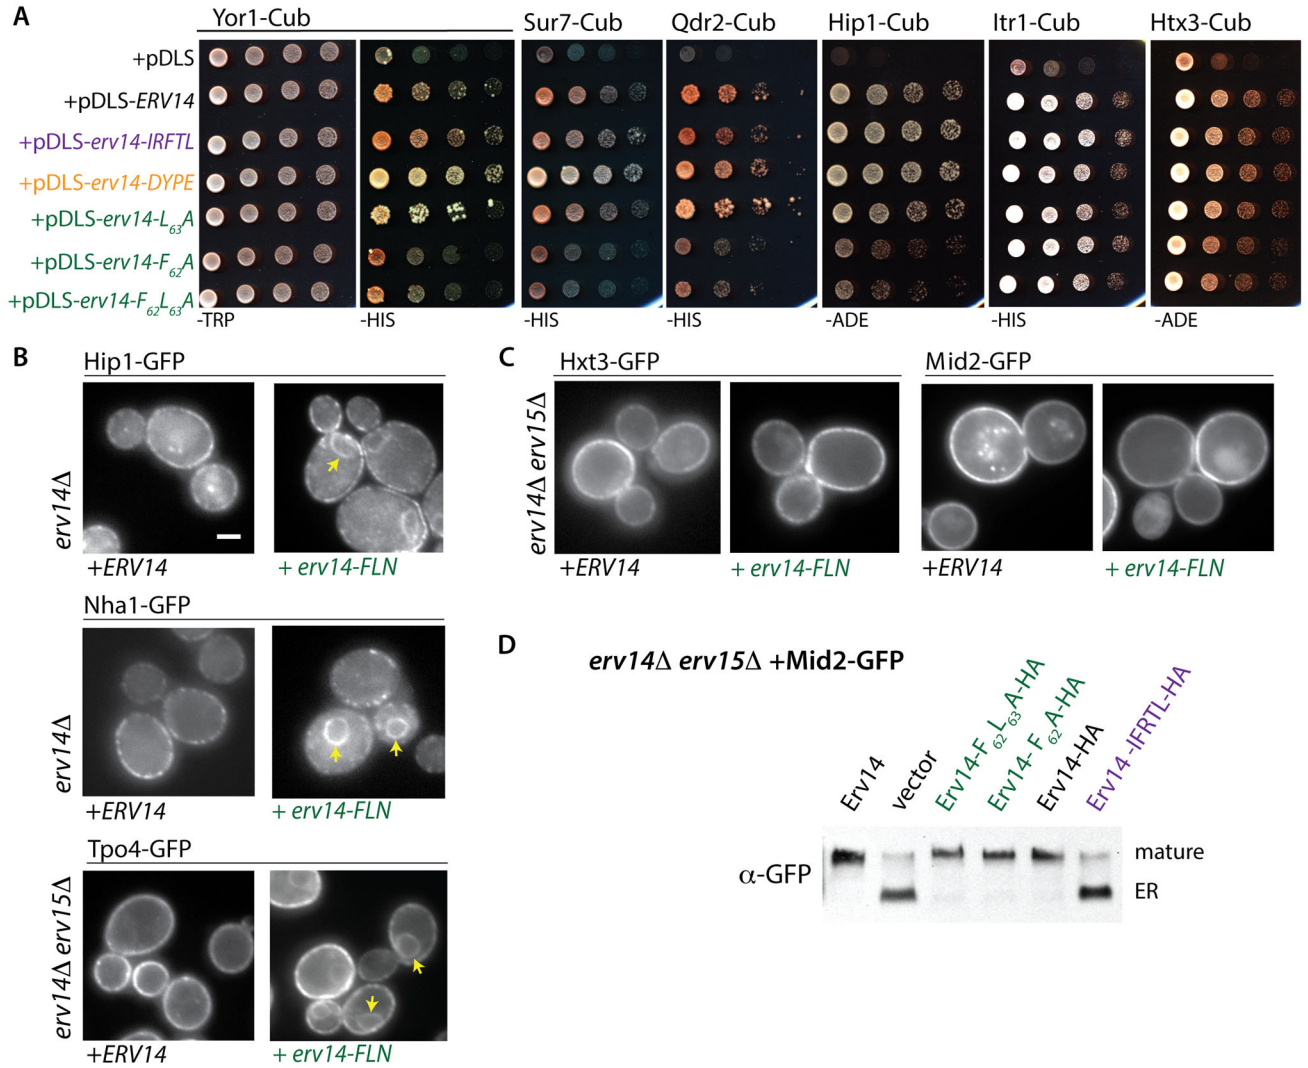 A
Yor1-Cub
Sur7-Cub
Qdr2-Cub
Hip1-Cub
Itr1-Cub
Htx3-Cub
+pDLS
+pDLS-ERV14
+pDLS-erv14-IRFTL
+pDLS-erv14-DYPE
+pDLS-erv14-L63A
+pDLS-erv14-F62A
+pDLS-erv14-F62L63A
-TRP
-HIS
-HIS
-HIS
-ADE
-HIS
-ADE
B
Hip1-GFP
erv14Δ
+ERV14
+ erv14-FLN
Nha1-GFP
erv14Δ
+ERV14
+ erv14-FLN
Tpo4-GFP
erv14Δ erv15Δ
+ERV14
+ erv14-FLN
C
Hxt3-GFP
Mid2-GFP
erv14Δ erv15Δ
+ERV14
+ erv14-FLN
+ERV14
+ erv14-FLN
D
erv14Δ erv15Δ +Mid2-GFP
Erv14
vector
Erv14-F62L63A-HA
Erv14- F62A-HA
Erv14-HA
Erv14 -IFRTL-HA
α-GFP
mature
ER